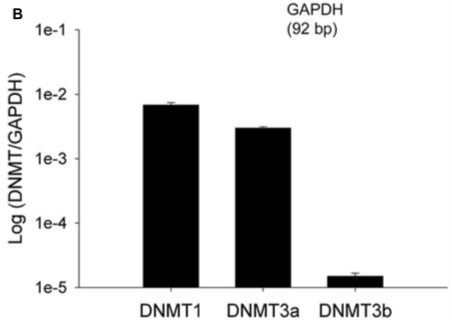 B
GAPDH
(92 bp)
Log (DNMT/GAPDH)
1e-1
1e-2
1e-3
1e-4
1e-5
DNMT1 DNMT3a DNMT3b